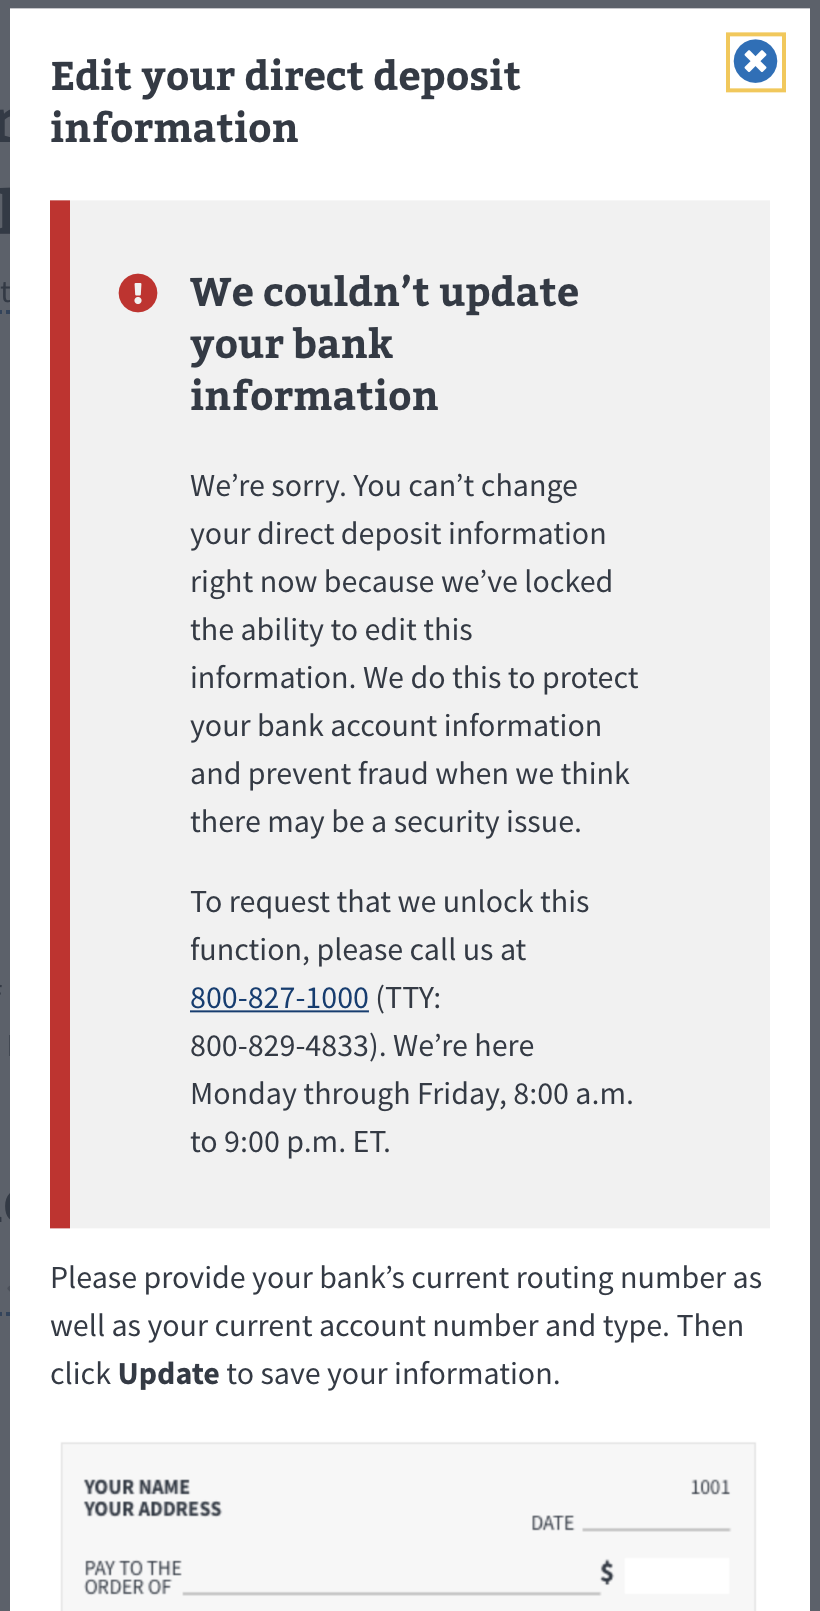 Edit your direct deposit
information
We couldn’t update
your bank
information
We’re sorry. You can’t change
your direct deposit information
right now because we’ve locked
the ability to edit this
information. We do this to protect
your bank account information
and prevent fraud when we think
there may be a security issue.
To request that we unlock this
function, please call us at
800-827-1000 (TTY:
800-829-4833). We’re here
Monday through Friday, 8:00 a.m.
to 9:00 p.m. ET.
Please provide your bank’s current routing number as
well as your current account number and type. Then
click Update to save your information.
YOUR NAME 1001
YOUR ADDRESS
DATE
PAY TO THE
ORDER OF $